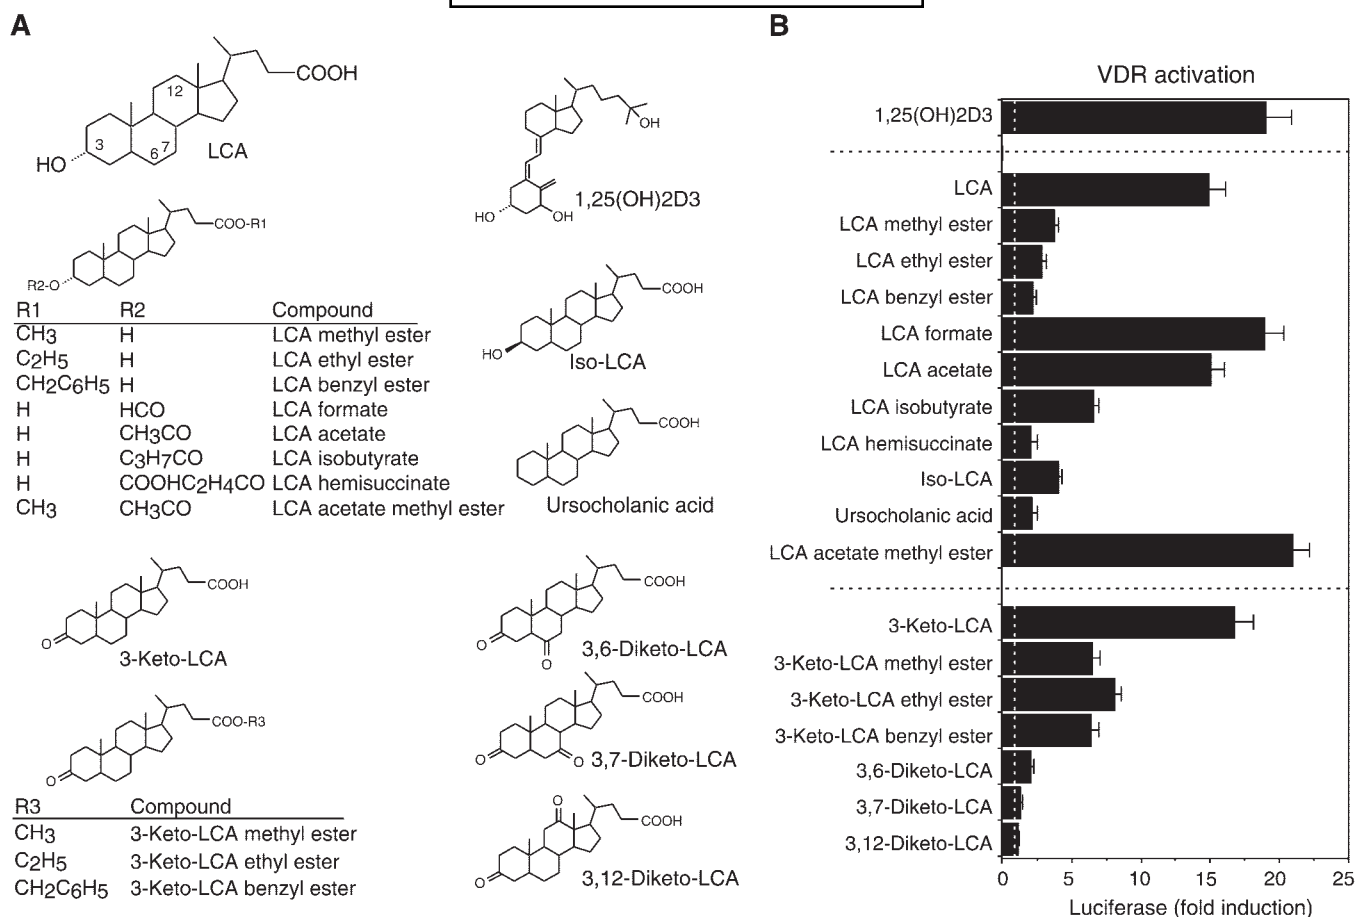 A
COOH
12
3
6
7
HO
LCA
COO-R1
R2-O
R1 R2 Compound
CH3 H LCA methyl ester
C2H5 H LCA ethyl ester
CH2C6H5 H LCA benzyl ester
H HCO LCA formate
H CH3CO LCA acetate
H C3H7CO LCA isobutyrate
H COOHC2H4CO LCA hemisuccinate
CH3 CH3CO LCA acetate methyl ester
OH
HO
OH
1,25(OH)2D3
COOH
HO
Iso-LCA
COOH
Ursocholanic acid
COOH
O
3-Keto-LCA
COO-R3
O
R3 Compound
CH3 3-Keto-LCA methyl ester
C2H5 3-Keto-LCA ethyl ester
CH2C6H5 3-Keto-LCA benzyl ester
COOH
O
O
3,6-Diketo-LCA
COOH
O
O
3,7-Diketo-LCA
O
COOH
O
3,12-Diketo-LCA
B
VDR activation
1,25(OH)2D3
LCA
LCA methyl ester
LCA ethyl ester
LCA benzyl ester
LCA formate
LCA acetate
LCA isobutyrate
LCA hemisuccinate
Iso-LCA
Ursocholanic acid
LCA acetate methyl ester
3-Keto-LCA
3-Keto-LCA methyl ester
3-Keto-LCA ethyl ester
3-Keto-LCA benzyl ester
3,6-Diketo-LCA
3,7-Diketo-LCA
3,12-Diketo-LCA
0 5 10 15 20 25
Luciferase (fold induction)